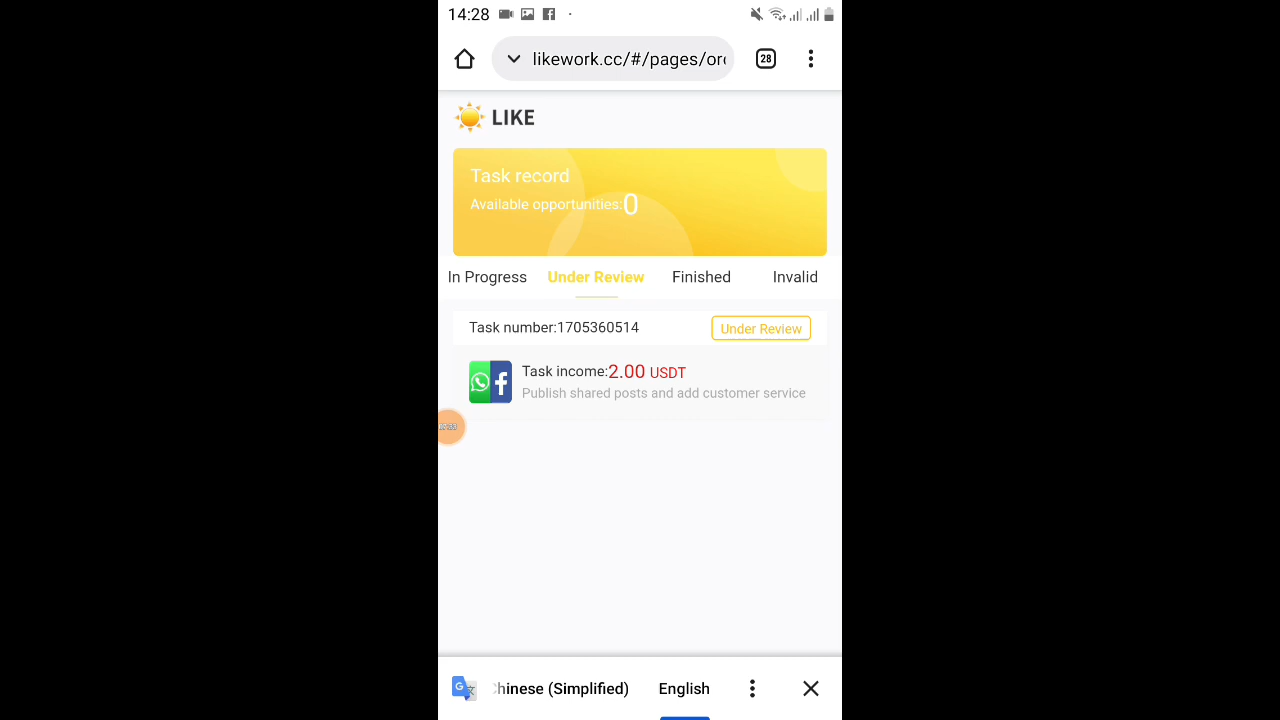 14:28
likework.cc/#/pages/ord
28
LIKE
Task record
Available opportunities:0
In Progress
Under Review
Finished
Invalid
Task number:1705360514
Under Review
Task income:2.00 USDT
Publish shared posts and add customer service
hinese (Simplified)
English